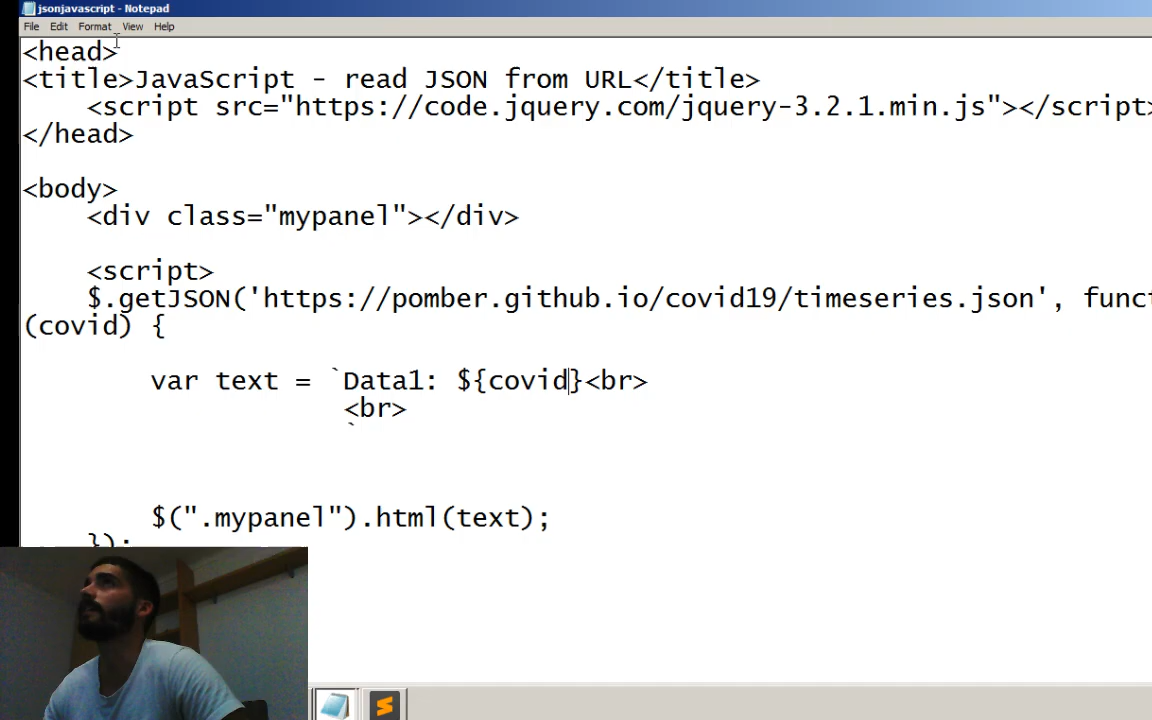 jsonjavascript - Notepad
File Edit Format View Help
<head>
<title>JavaScript - read JSON from URL</title>
<script src="https://code.jquery.com/jquery-3.2.1.min.js"></script>
</head>
<body>
<div class="mypanel"></div>
<script>
$.getJSON('https://pomber.github.io/covid19/timeseries.json', funct
(covid) {
var text = `Data1: ${covid}<br>
<br>
`
$(".mypanel").html(text);
});